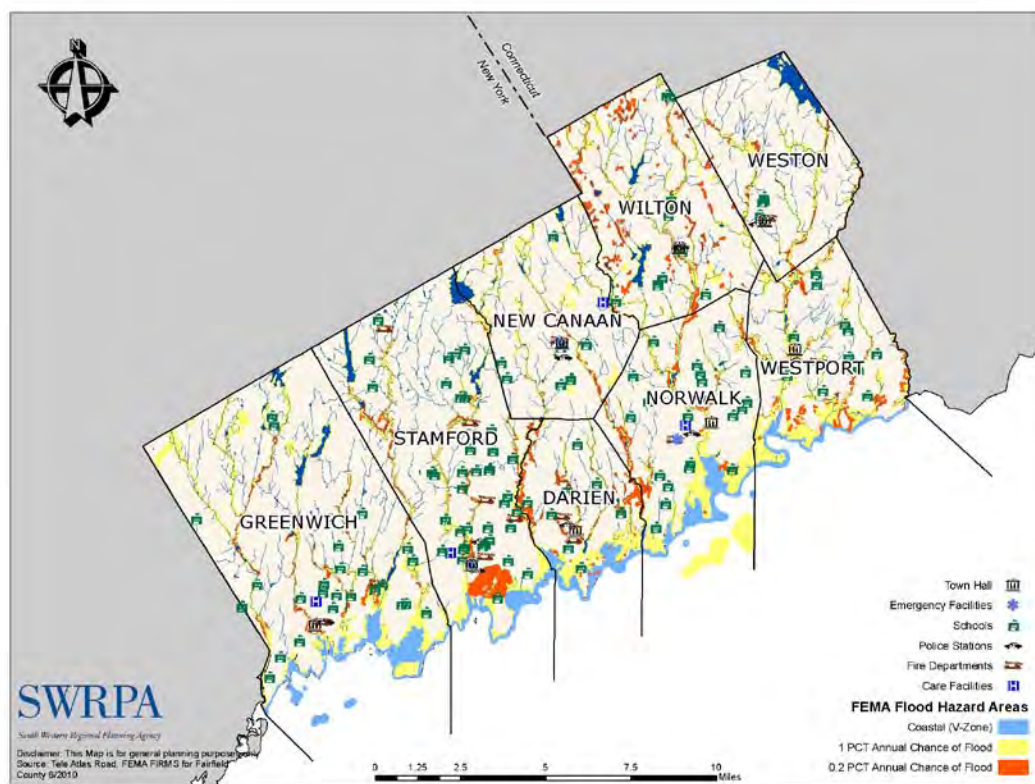 N
Connecticut
New York
WESTON
WILTON
NEW CANAAN
WESTPORT
NORWALK
STAMFORD
DARIEN
GREENWICH
Town Hall
Emergency Facilities
Schools
Police Stations
Fire Departments
Care Facilities
FEMA Flood Hazard Areas
Coastal (V-Zone)
1 PCT Annual Chance of Flood
0.2 PCT Annual Chance of Flood
SWRPA
South Western Regional Planning Agency
Disclaimer: This Map is for general planning purpose
Source: Tele Atlas Road, FEMA FIRMS for Fairfield
County 6/2010
0 1.25 2.5 5 7.5 10
Miles